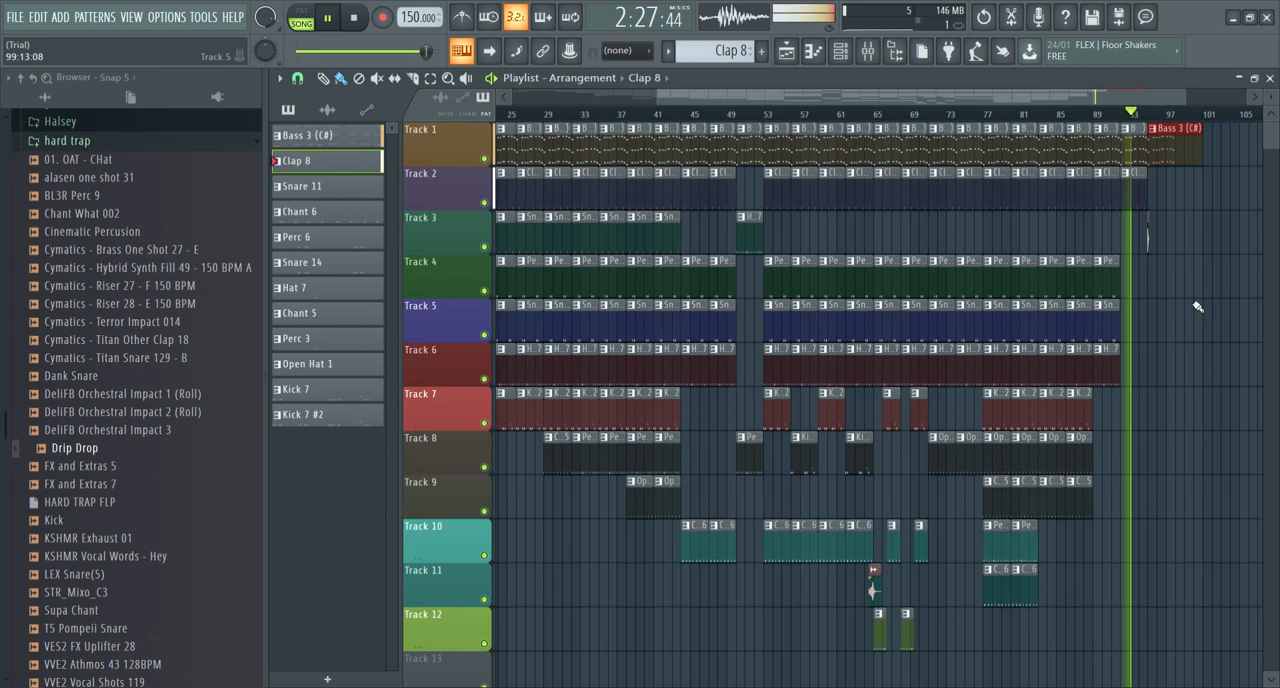 FILE EDIT ADD PATTERNS VIEW OPTIONS TOOLS HELP
PAT
SONG
150.000
3.2
2:27:44
M:S:CS
5
146 MB
1
(Trial)
99:13:08
Track 5
(none)
Clap 8
24/01 FLEX | Floor Shakers
FREE
Browser - Snap 5
Playlist - Arrangement
Clap 8
NOTE CHAN PAT
25 29 33 37 41 45 49 53 57 61 65 69 73 77 81 85 89 93 97 101 105
Halsey
hard trap
01. OAT - CHat
alasen one shot 31
BL3R Perc 9
Chant What 002
Cinematic Percusion
Cymatics - Brass One Shot 27 - E
Cymatics - Hybrid Synth Fill 49 - 150 BPM A
Cymatics - Riser 27 - F 150 BPM
Cymatics - Riser 28 - E 150 BPM
Cymatics - Terror Impact 014
Cymatics - Titan Other Clap 18
Cymatics - Titan Snare 129 - B
Dank Snare
DeliFB Orchestral Impact 1 (Roll)
DeliFB Orchestral Impact 2 (Roll)
DeliFB Orchestral Impact 3
Drip Drop
FX and Extras 5
FX and Extras 7
HARD TRAP FLP
Kick
KSHMR Exhaust 01
KSHMR Vocal Words - Hey
LEX Snare(5)
STR_Mixo_C3
Supa Chant
T5 Pompeii Snare
VES2 FX Uplifter 28
VVE2 Athmos 43 128BPM
VVE2 Vocal Shots 119
Bass 3 (C#)
Clap 8
Snare 11
Chant 6
Perc 6
Snare 14
Hat 7
Chant 5
Perc 3
Open Hat 1
Kick 7
Kick 7 #2
Track 1
Bass 3 (C#)
Track 2
Track 3
Track 4
Track 5
Track 6
Track 7
Track 8
Track 9
Track 10
Track 11
Track 12
Track 13